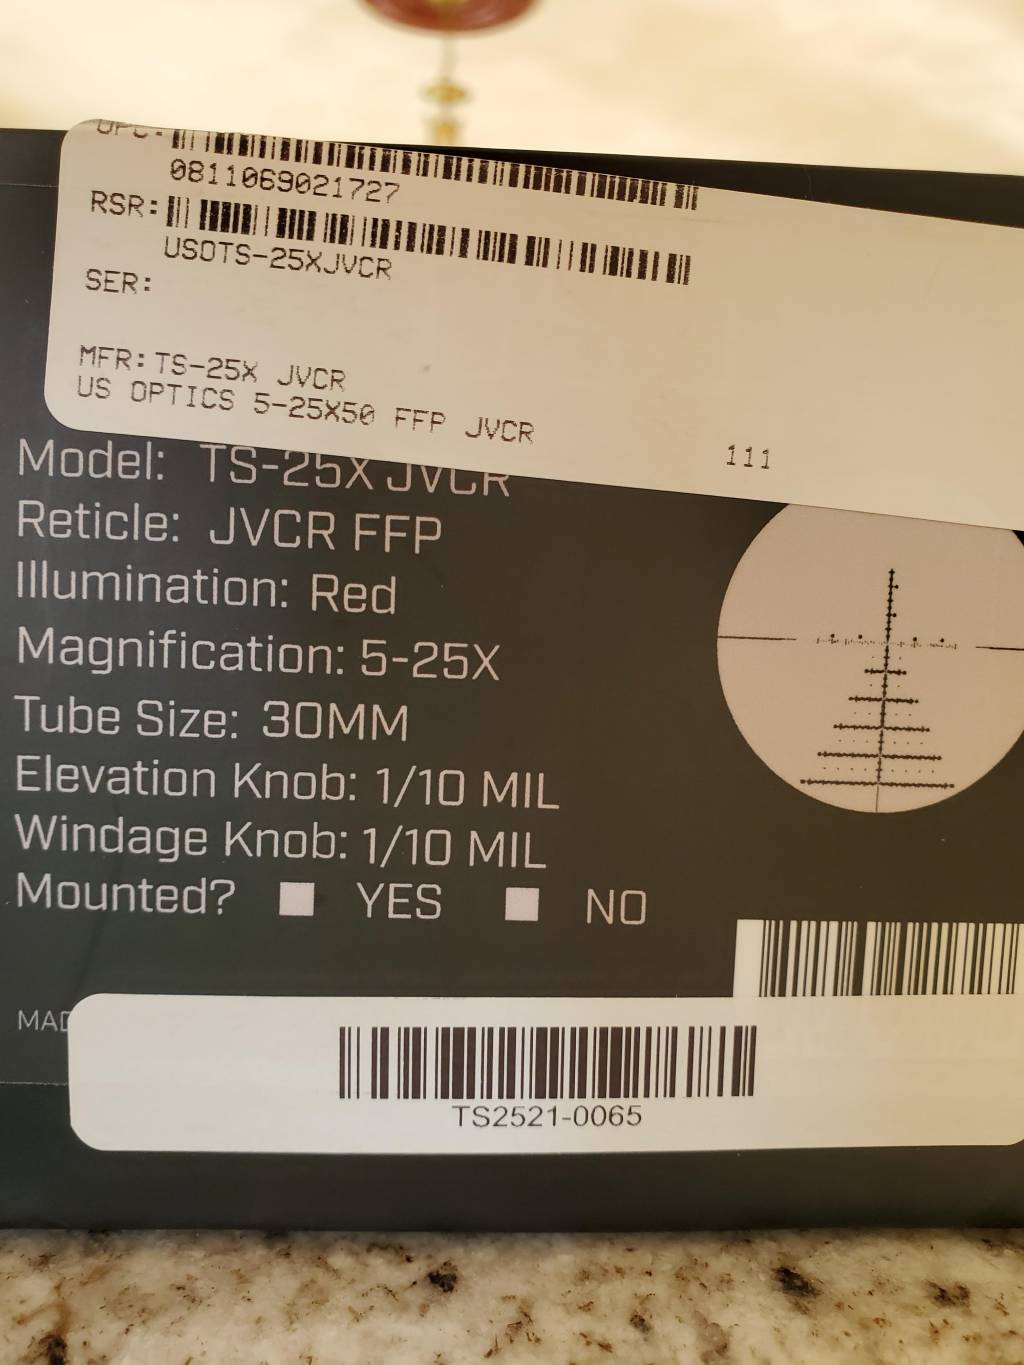 UPC:
0811069021727
RSR:
USOTS-25XJVCR
SER:
MFR: TS-25X JVCR
US OPTICS 5-25X50 FFP JVCR
111
Model: TS-25X JVCR
Reticle: JVCR FFP
Illumination: Red
Magnification: 5-25X
Tube Size: 30MM
Elevation Knob: 1/10 MIL
Windage Knob: 1/10 MIL
Mounted? YES NO
TS2521-0065